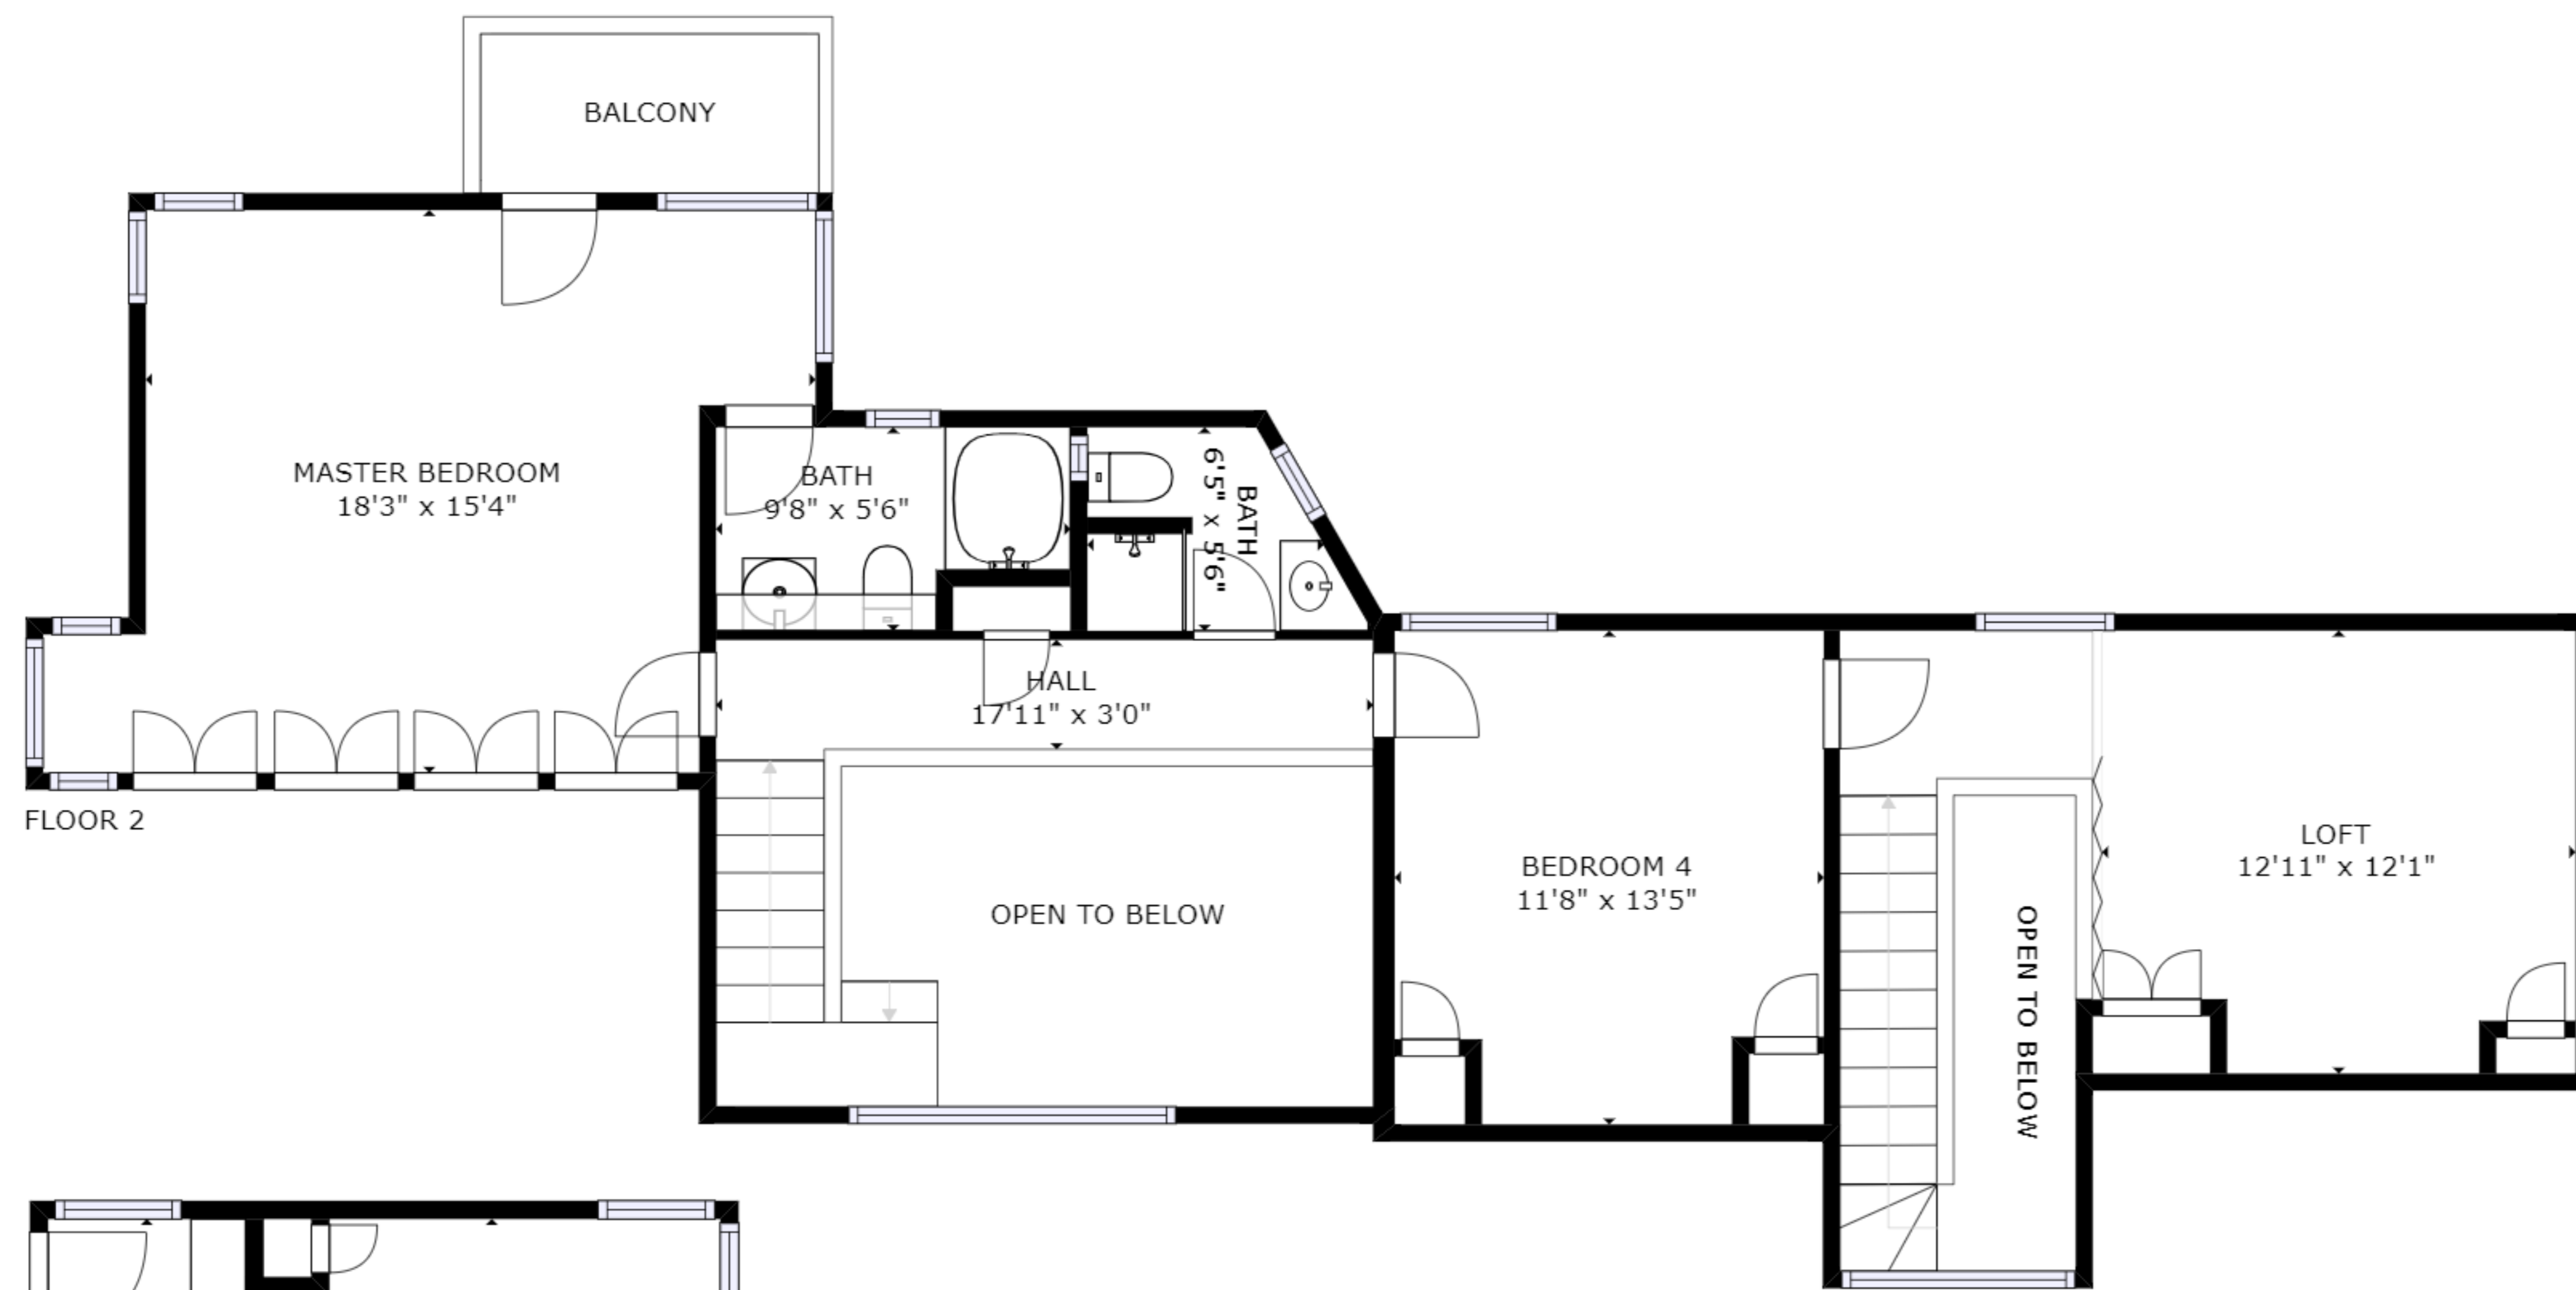 BALCONY
MASTER BEDROOM
18'3" x 15'4"
BATH
9'8" x 5'6"
BATH
6'5" x 5'6"
HALL
17'11" x 3'0"
FLOOR 2
OPEN TO BELOW
BEDROOM 4
11'8" x 13'5"
OPEN TO BELOW
LOFT
12'11" x 12'1"